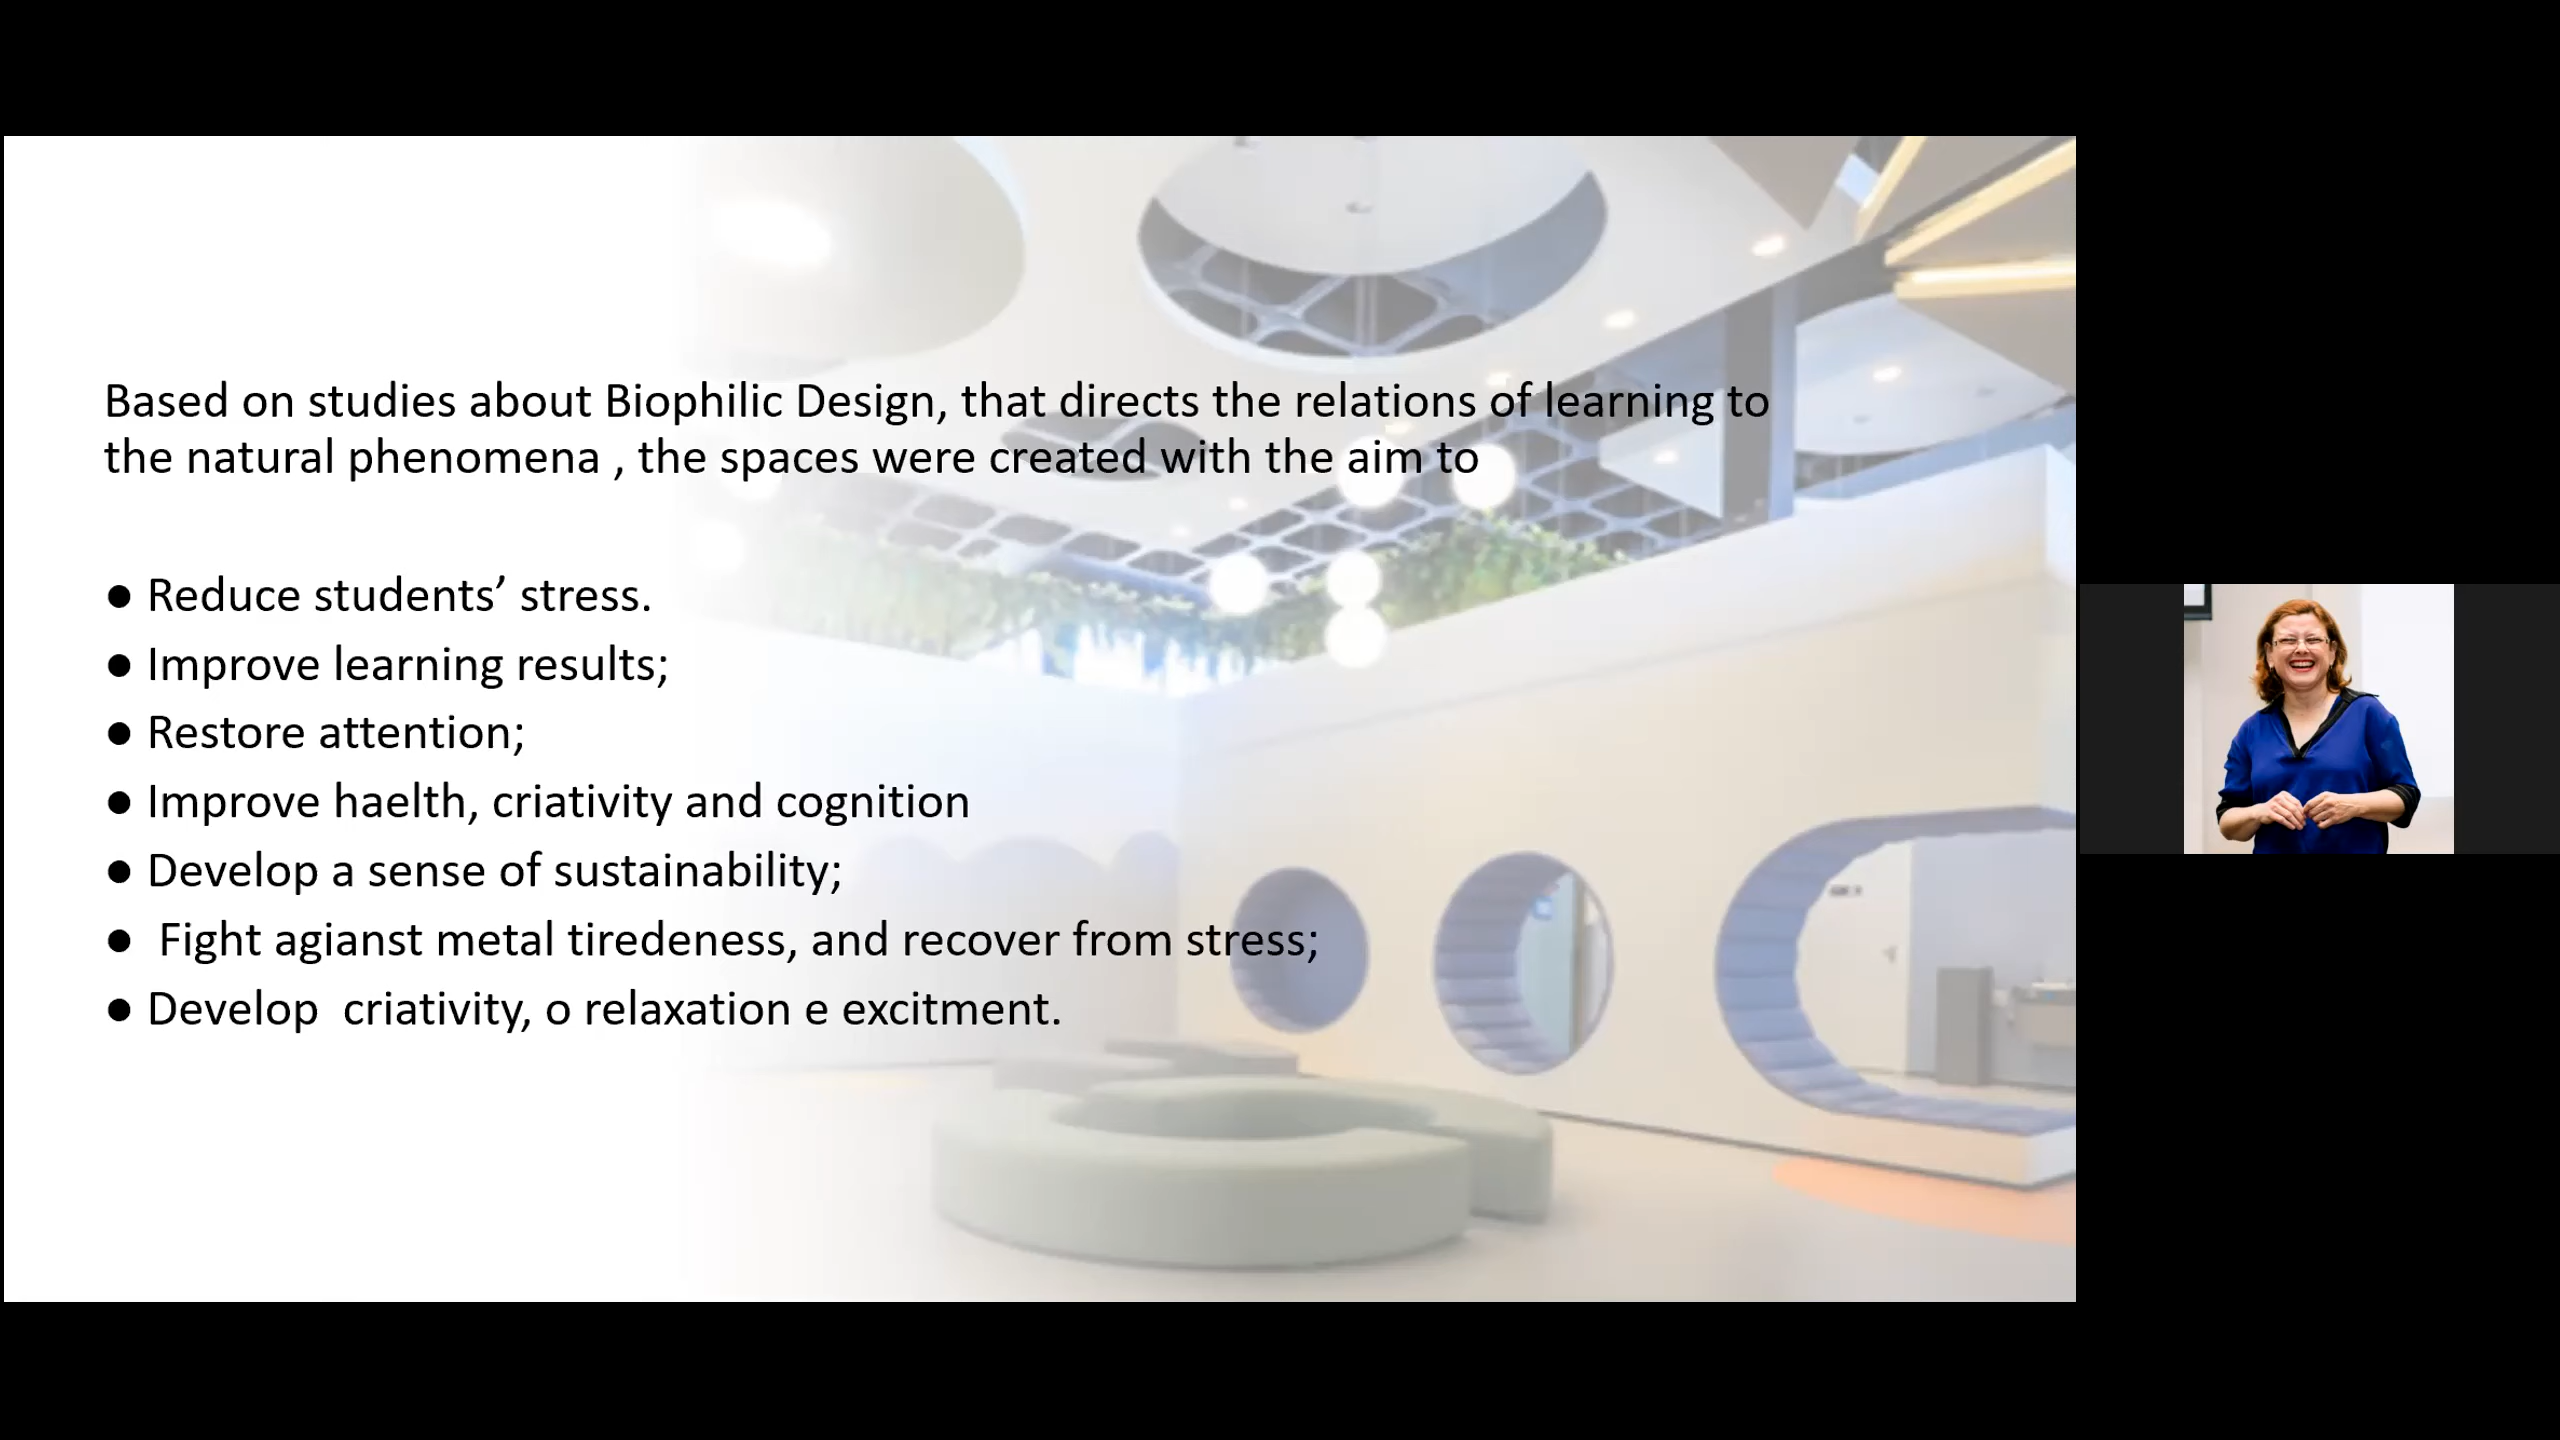 Based on studies about Biophilic Design, that directs the relations of learning to
the natural phenomena , the spaces were created with the aim to
● Reduce students’ stress.
● Improve learning results;
● Restore attention;
● Improve haelth, criativity and cognition
● Develop a sense of sustainability;
● Fight agianst metal tiredeness, and recover from stress;
● Develop  criativity, o relaxation e excitment.